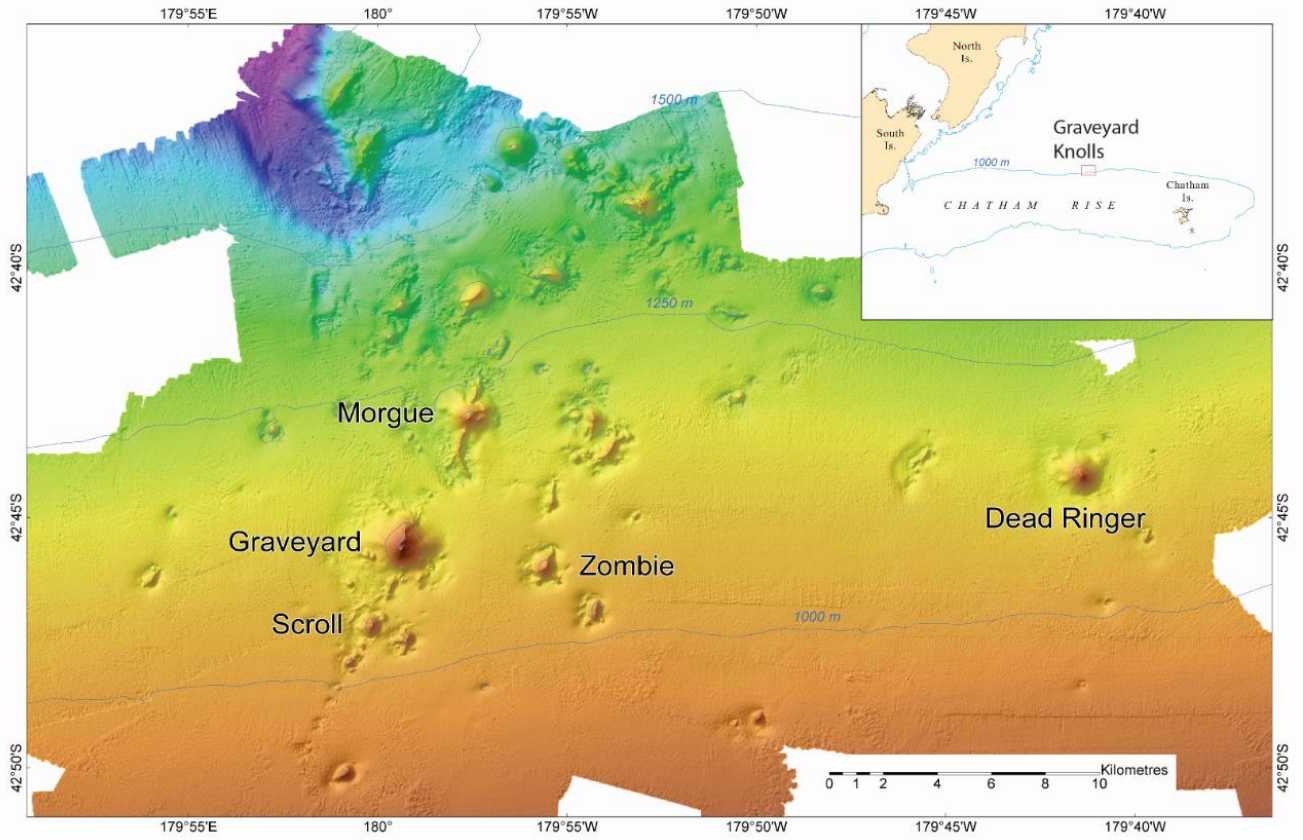 179°55'E 180° 179°55'W 179°50'W 179°45'W 179°40'W
North
Is.
South
Is.
Graveyard
Knolls
1000 m
Chatham
Is.
CHATHAM RISE
1500 m
42°40'S 42°40'S
1250 m
Morgue
Dead Ringer
42°45'S 42°45'S
Graveyard
Zombie
Scroll
1000 m
42°50'S 42°50'S
Kilometres
0 1 2 4 6 8 10
179°55'E 180° 179°55'W 179°50'W 179°45'W 179°40'W